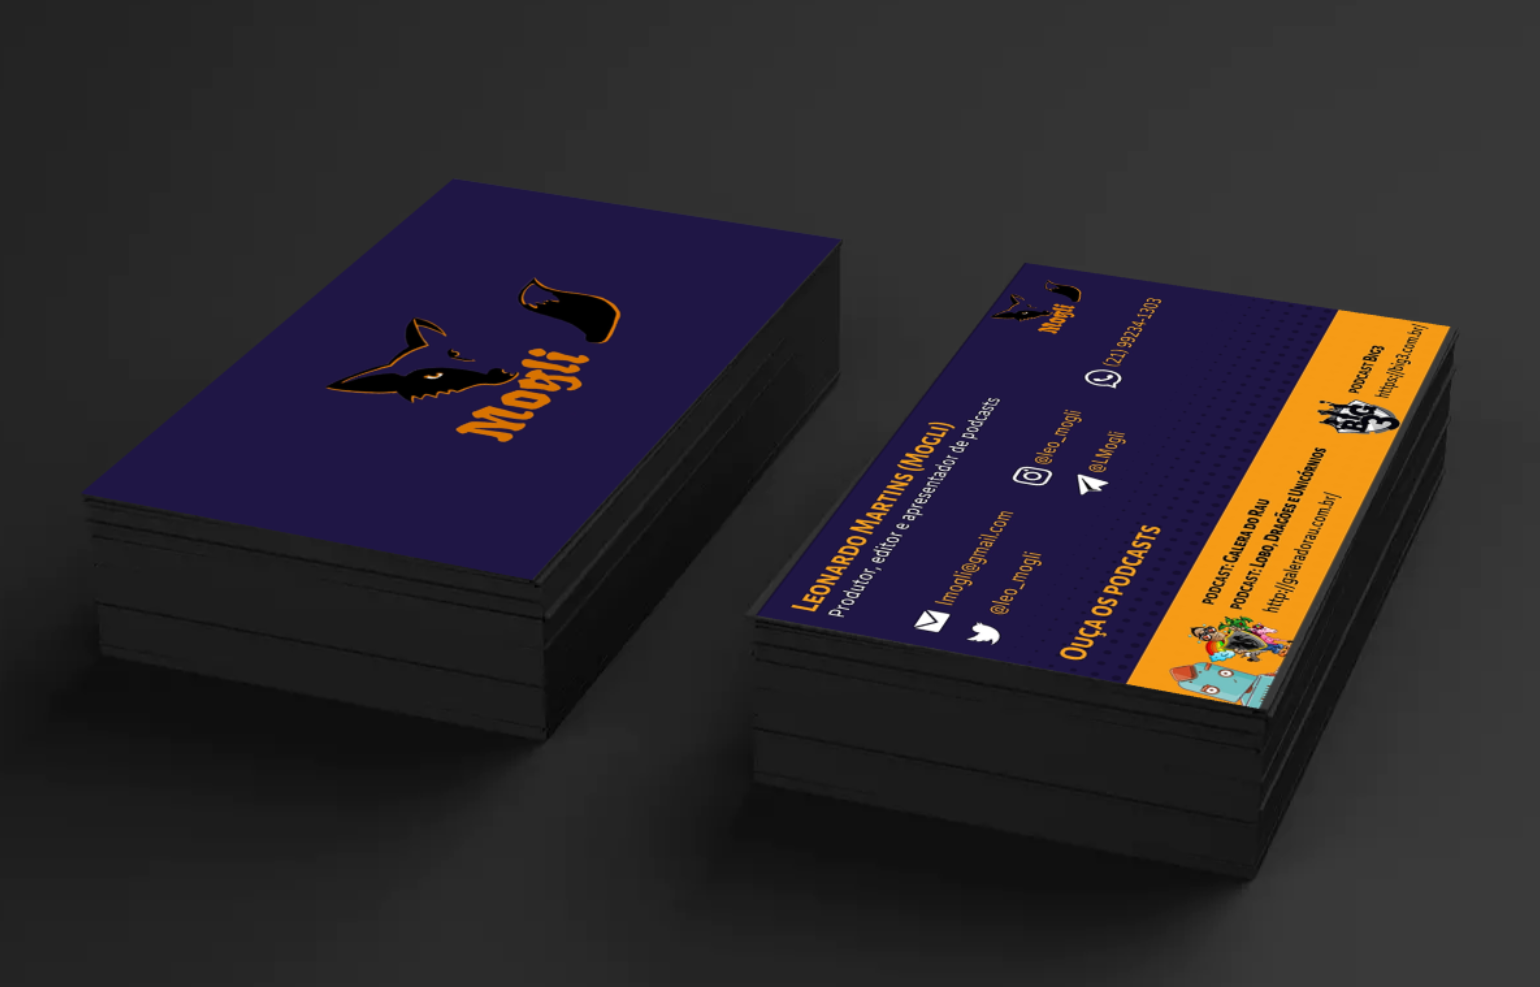 Mogli
Mogli
Leonardo Martins (Mogli)
Produtor, editor e apresentador de podcasts
lmogli@gmail.com
@leo_mogli
(21) 99234-1303
@leo_mogli
@LMogli
Ouça os podcasts
podcast: Galera do Rau
podcast: Lobo, Dragões e Unicórnios
http://galeradorau.com.br/
BIG
3
podcast Big3
https://big3.com.br/